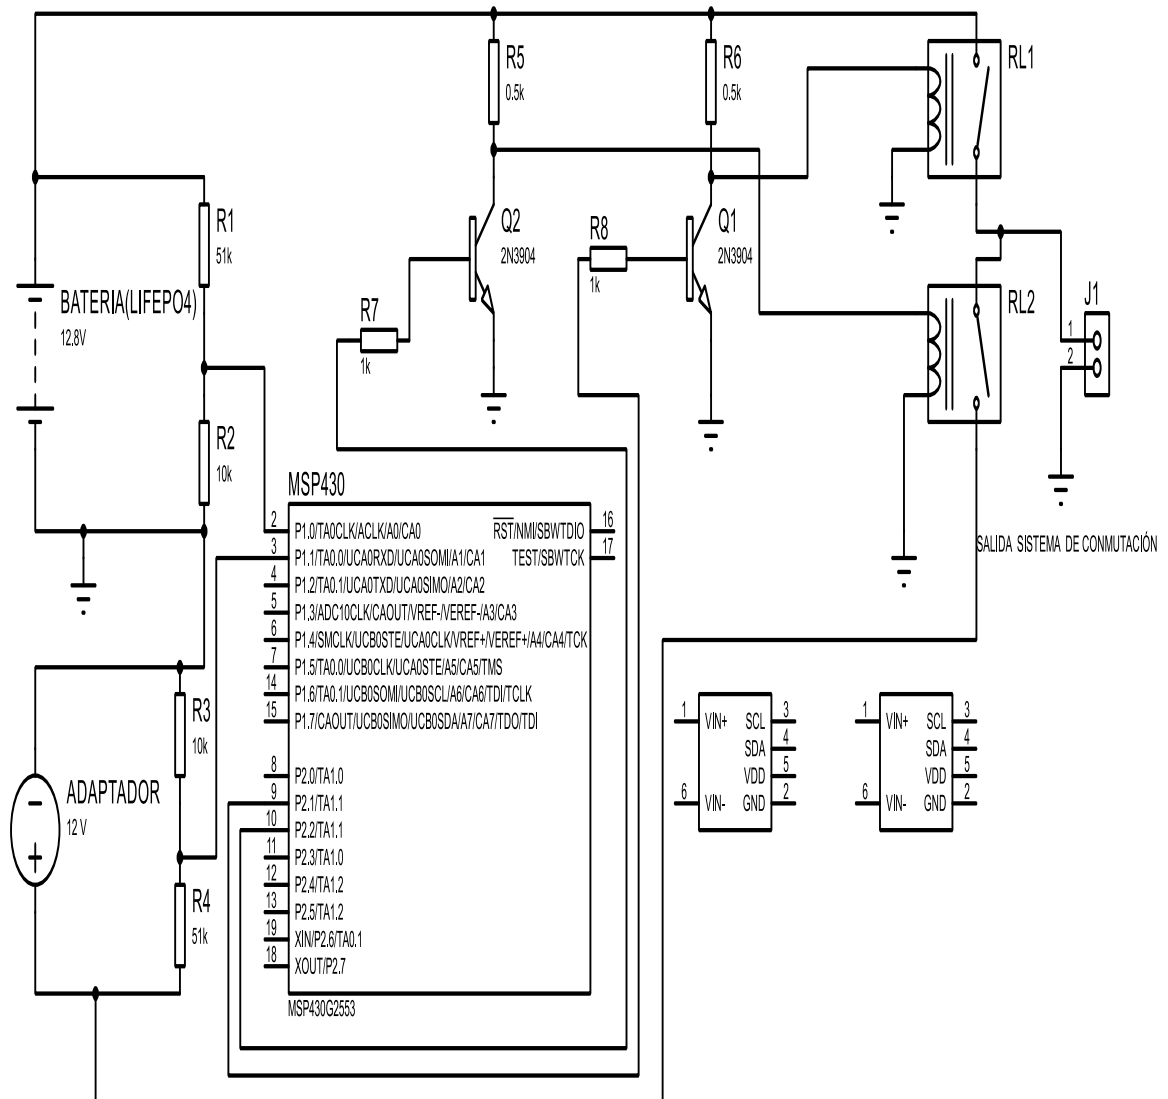 R5
0.5k
R6
0.5k
RL1
R1
51k
Q2
2N3904
R8
1k
Q1
2N3904
BATERIA(LIFEPO4)
12.8V
R7
1k
RL2
J1
1
2
R2
10k
MSP430
2 P1.0/TA0CLK/ACLK/A0/CA0
3 P1.1/TA0.0/UCA0RXD/UCA0SOMI/A1/CA1
4 P1.2/TA0.1/UCA0TXD/UCA0SIMO/A2/CA2
5 P1.3/ADC10CLK/CAOUT/VREF-/VEREF-/A3/CA3
6 P1.4/SMCLK/UCB0STE/UCA0CLK/VREF+/VEREF+/A4/CA4/TCK
7 P1.5/TA0.0/UCB0CLK/UCA0STE/A5/CA5/TMS
14 P1.6/TA0.1/UCB0SOMI/UCB0SCL/A6/CA6/TDI/TCLK
15 P1.7/CAOUT/UCB0SIMO/UCB0SDA/A7/CA7/TDO/TDI
8 P2.0/TA1.0
9 P2.1/TA1.1
10 P2.2/TA1.1
11 P2.3/TA1.0
12 P2.4/TA1.2
13 P2.5/TA1.2
19 XIN/P2.6/TA0.1
18 XOUT/P2.7
RST/NMI/SBWTDIO 16
TEST/SBWTCK 17
MSP430G2553
SALIDA SISTEMA DE CONMUTACIÓN
R3
10k
ADAPTADOR
12 V
R4
51k
1 VIN+ SCL 3
SDA 4
VDD 5
6 VIN- GND 2
1 VIN+ SCL 3
SDA 4
VDD 5
6 VIN- GND 2